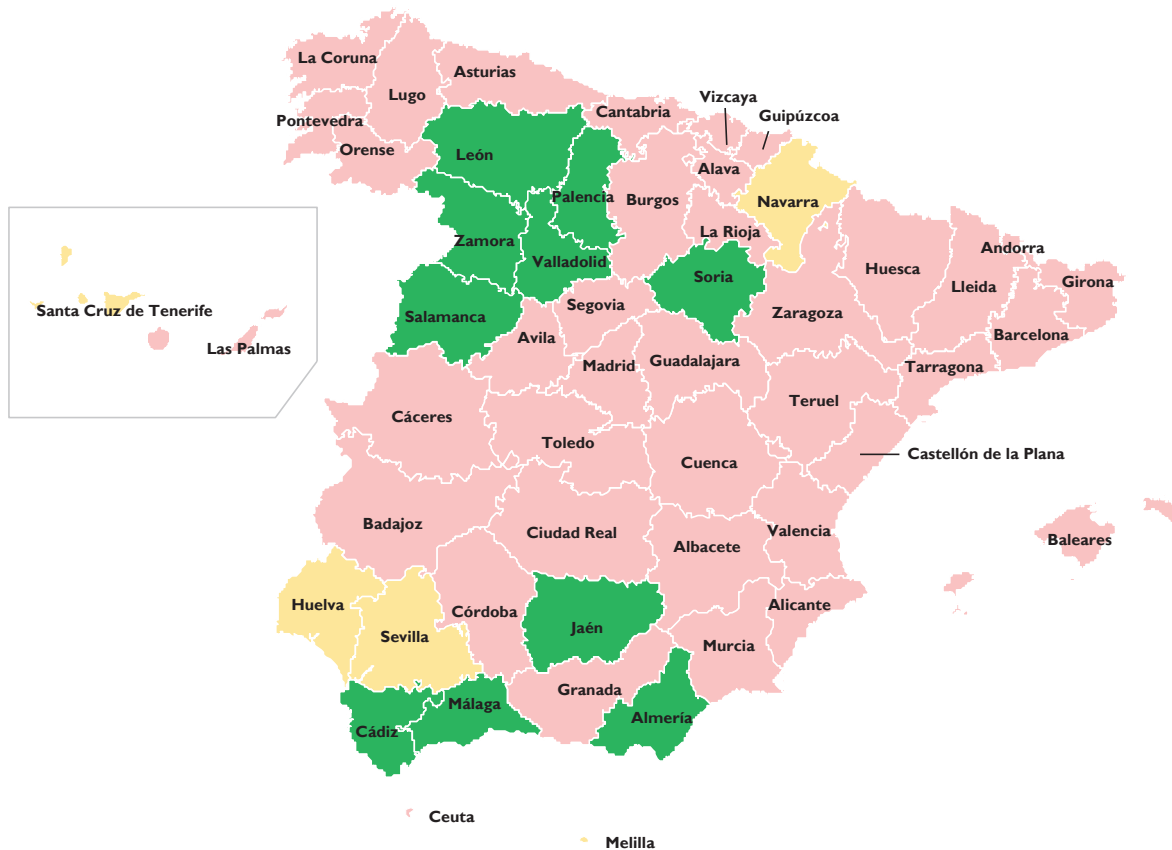 La Coruna
Lugo
Asturias
Cantabria
Vizcaya
Guipúzcoa
Pontevedra
Orense
León
Palencia
Burgos
Alava
Navarra
La Rioja
Zamora
Valladolid
Soria
Huesca
Andorra
Lleida
Girona
Barcelona
Zaragoza
Tarragona
Santa Cruz de Tenerife
Las Palmas
Salamanca
Segovia
Avila
Madrid
Guadalajara
Teruel
Cáceres
Toledo
Cuenca
Castellón de la Plana
Badajoz
Ciudad Real
Albacete
Valencia
Baleares
Huelva
Sevilla
Córdoba
Jaén
Alicante
Murcia
Granada
Málaga
Almería
Cádiz
Ceuta
Melilla